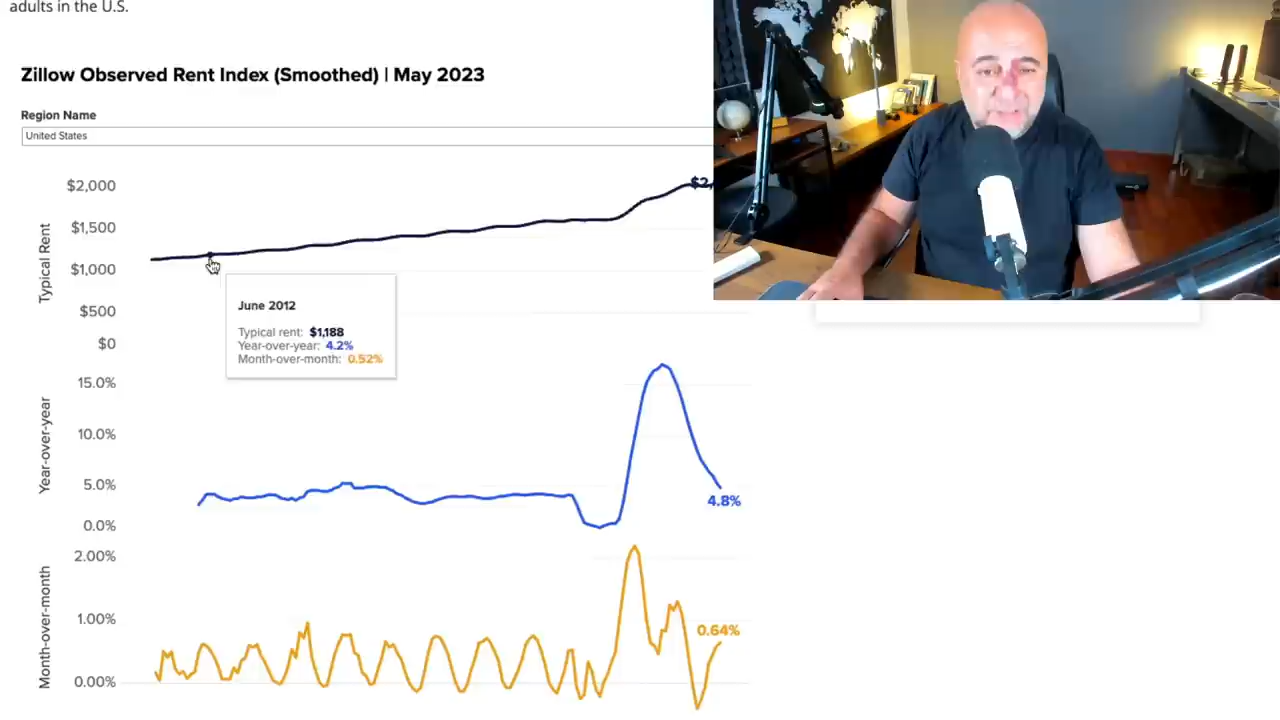 adults in the U.S.
Zillow Observed Rent Index (Smoothed) | May 2023
Region Name
United States
Typical Rent
$2,000
$1,500
$1,000
$500
$0
$2,
June 2012
Typical rent: $1,188
Year-over-year: 4.2%
Month-over-month: 0.52%
Year-over-year
15.0%
10.0%
5.0%
0.0%
4.8%
Month-over-month
2.00%
1.00%
0.00%
0.64%